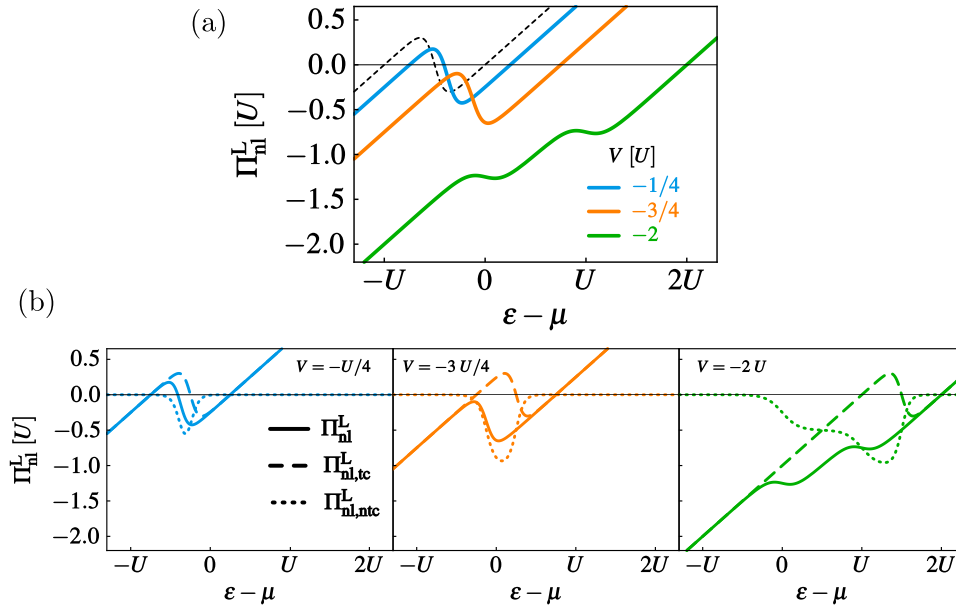 (a)
Π^L_nl [U]
0.5
0.0
−0.5
−1.0
−1.5
−2.0
V [U]
−1/4
−3/4
−2
−U 0 U 2U
ε − μ
(b)
Π^L_nl [U]
0.5
0.0
−0.5
−1.0
−1.5
−2.0
V = −U/4
Π^L_nl
Π^L_nl,tc
Π^L_nl,ntc
V = −3 U/4
V = −2 U
−U 0 U 2U
−U 0 U 2U
−U 0 U 2U
ε − μ
ε − μ
ε − μ